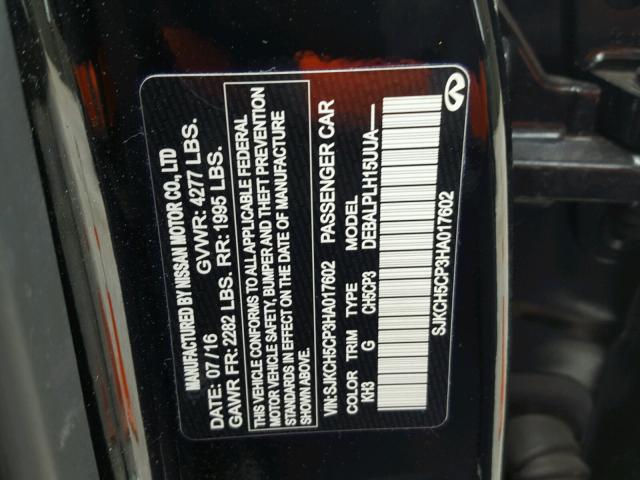 MANUFACTURED BY NISSAN MOTOR CO., LTD
DATE: 07/16 GVWR: 4277 LBS.
GAWR FR: 2282 LBS. RR: 1995 LBS.
THIS VEHICLE CONFORMS TO ALL APPLICABLE FEDERAL
MOTOR VEHICLE SAFETY, BUMPER AND THEFT PREVENTION
STANDARDS IN EFFECT ON THE DATE OF MANUFACTURE
SHOWN ABOVE.
VIN: SJKCH5CP3HA017602 PASSENGER CAR
COLOR TRIM TYPE MODEL
KH3 G CH5CP3 DEBALPLH15UUA—
SJKCH5CP3HA017602